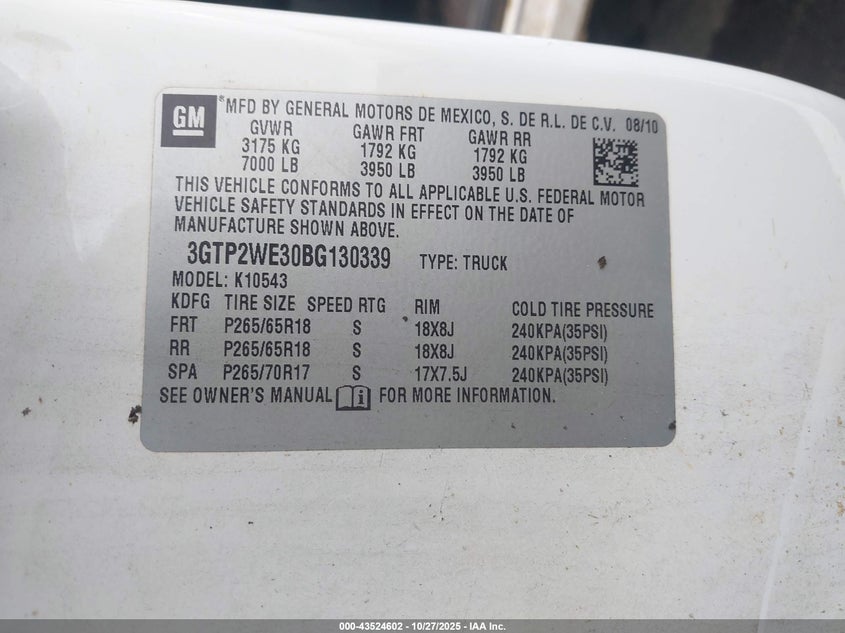 GM
*MFD BY GENERAL MOTORS DE MEXICO, S. DE R.L. DE C.V. 08/10
GVWR GAWR FRT GAWR RR
3175 KG 1792 KG 1792 KG
7000 LB 3950 LB 3950 LB
THIS VEHICLE CONFORMS TO ALL APPLICABLE U.S. FEDERAL MOTOR
VEHICLE SAFETY STANDARDS IN EFFECT ON THE DATE OF
MANUFACTURE SHOWN ABOVE.
3GTP2WE30BG130339 TYPE: TRUCK
MODEL: K10543
KDFG TIRE SIZE SPEED RTG RIM COLD TIRE PRESSURE
FRT P265/65R18 S 18X8J 240KPA(35PSI)
RR P265/65R18 S 18X8J 240KPA(35PSI)
SPA P265/70R17 S 17X7.5J 240KPA(35PSI)
SEE OWNER'S MANUAL i FOR MORE INFORMATION.
000-43524602 - 10/27/2025 - IAA Inc.